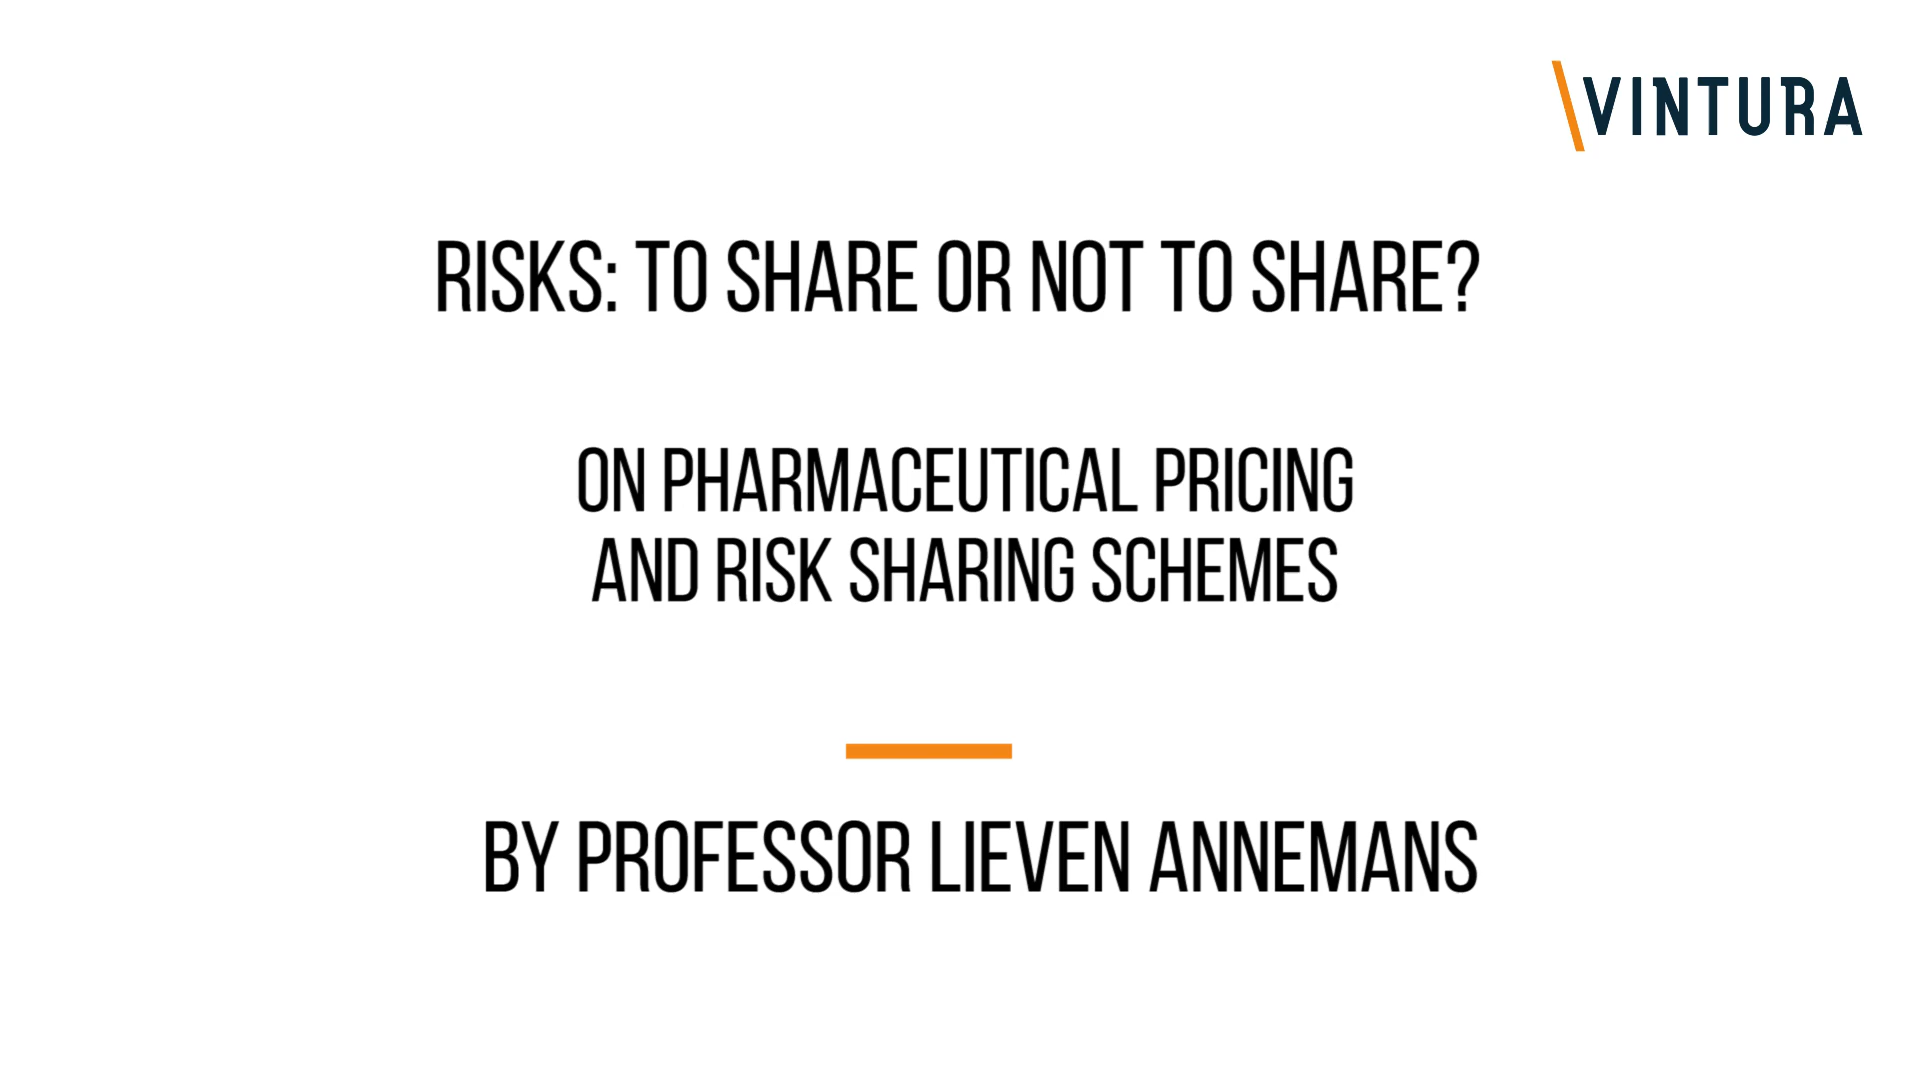 VINTURA
RISKS: TO SHARE OR NOT TO SHARE?
ON PHARMACEUTICAL PRICING
AND RISK SHARING SCHEMES
BY PROFESSOR LIEVEN ANNEMANS